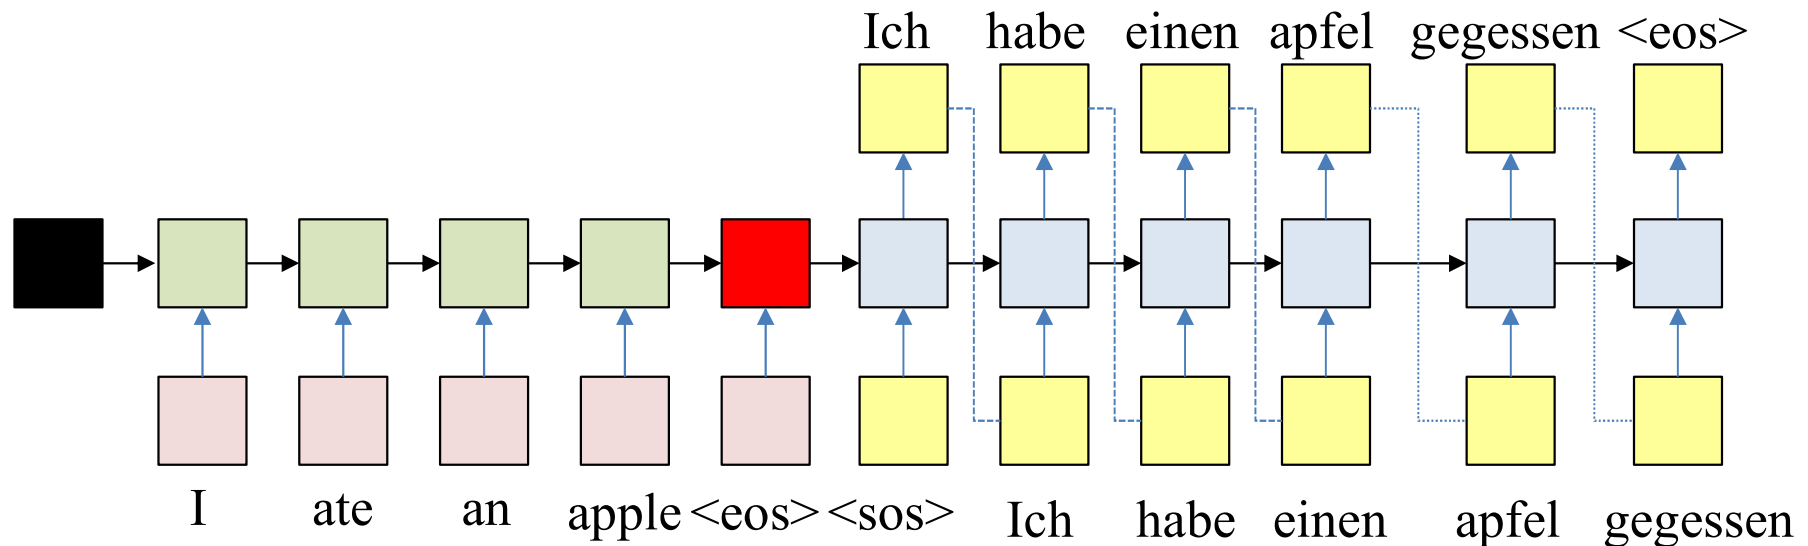 Ich habe einen apfel gegessen <eos>
I ate an apple <eos> <sos> Ich habe einen apfel gegessen